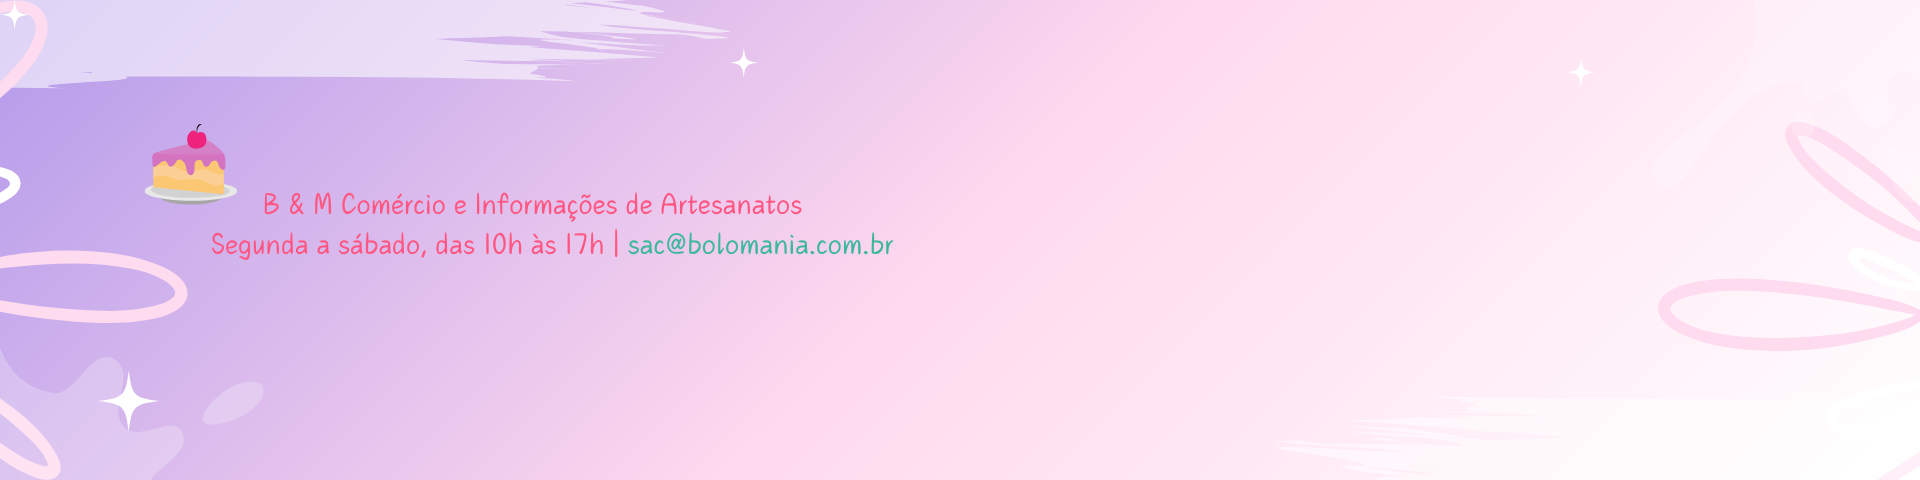 B & M Comércio e Informações de Artesanatos
Segunda a sábado, das 10h às 17h | sac@bolomania.com.br